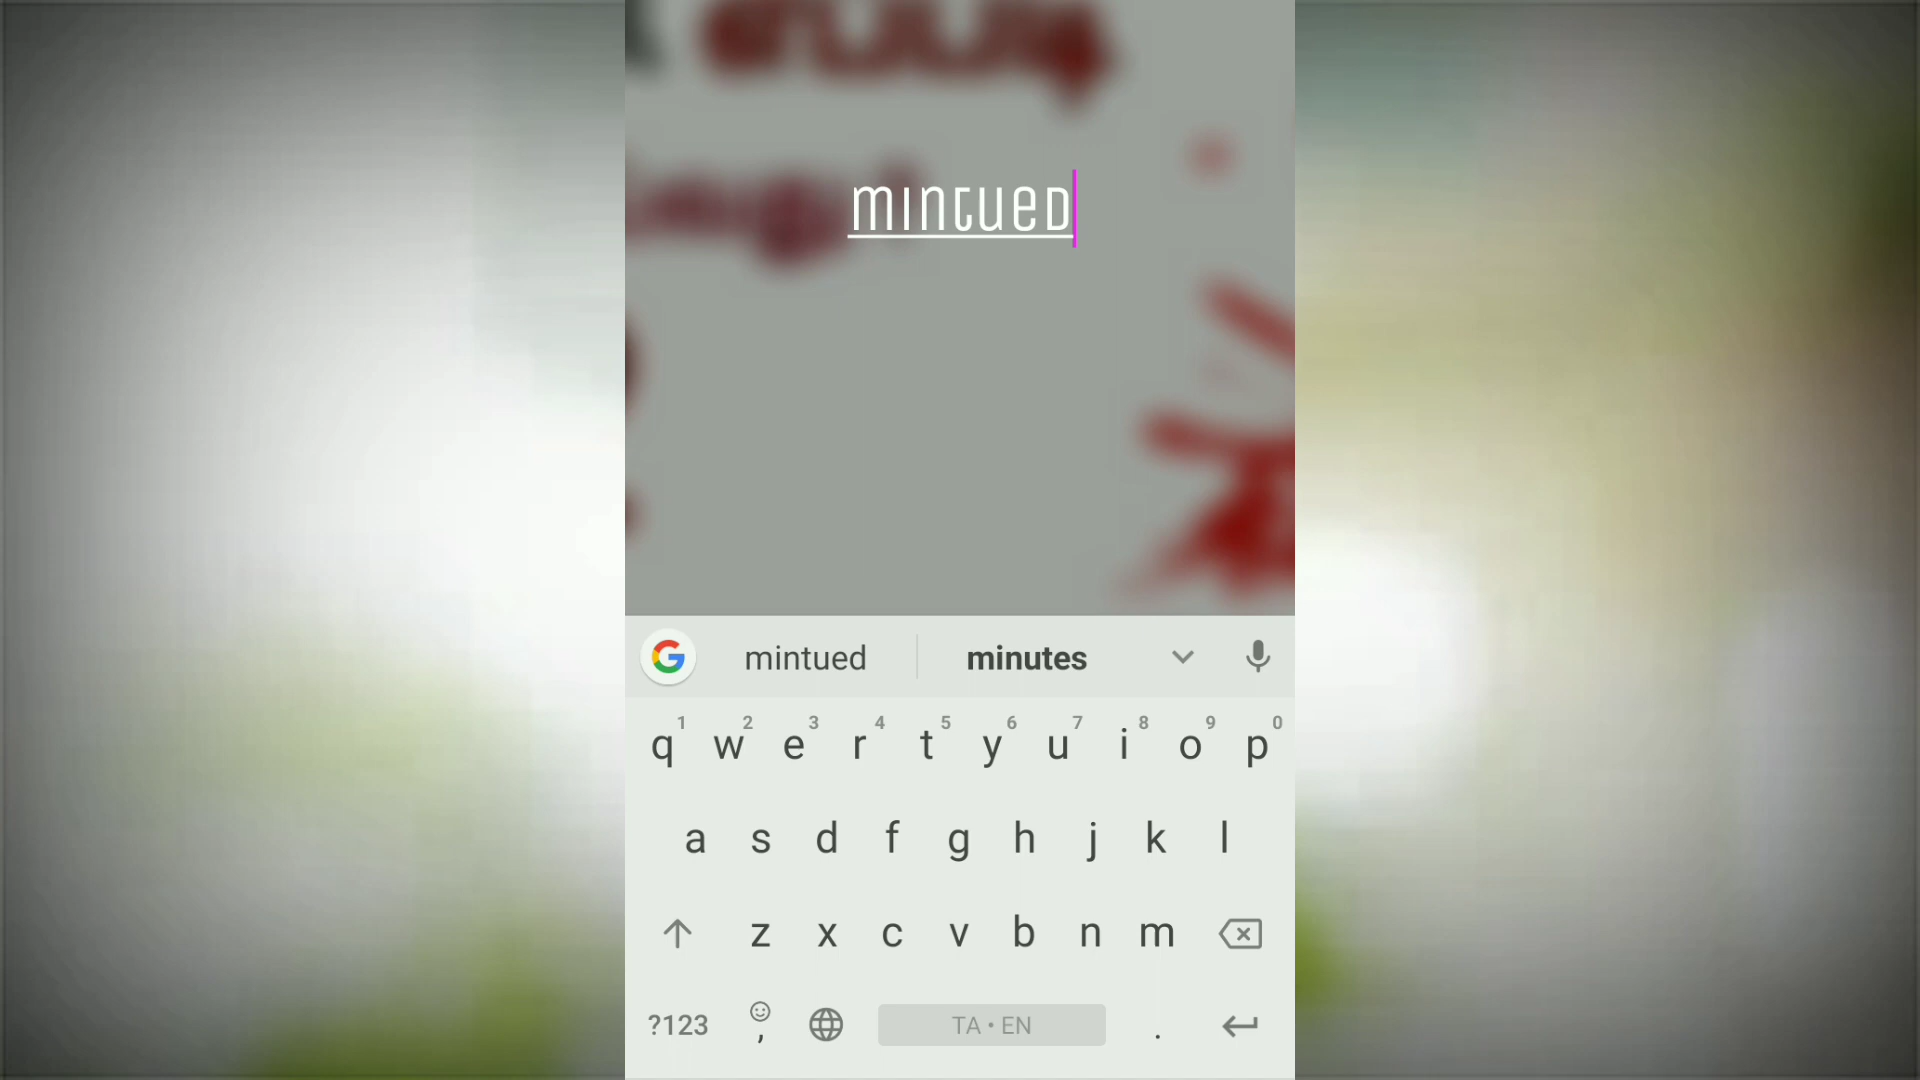 mintued
mintued minutes
1 2 3 4 5 6 7 8 9 0
q w e r t y u i o p
a s d f g h j k l
z x c v b n m
?123 , TA • EN .